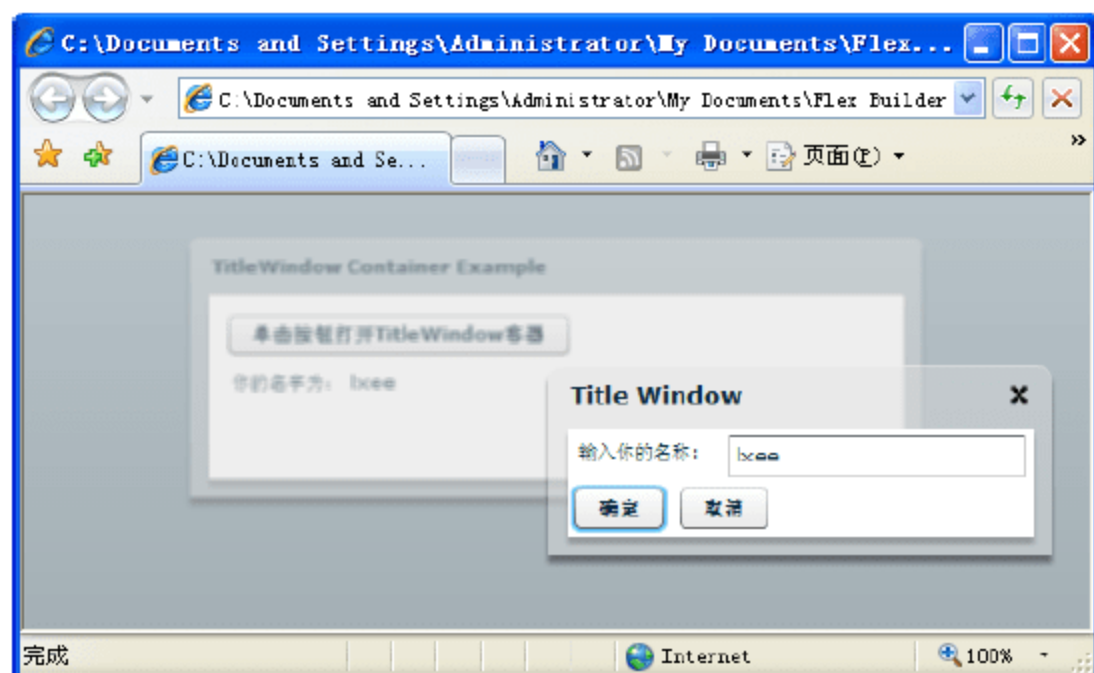 C:\Documents and Settings\Administrator\My Documents\Flex...
C:\Documents and Settings\Administrator\My Documents\Flex Builder
C:\Documents and Se...
页面(P)
TitleWindow Container Example
单击按钮打开TitleWindow容器
你的名字为: lxee
Title Window
输入你的名称:
lxee
确定
取消
完成
Internet
100%